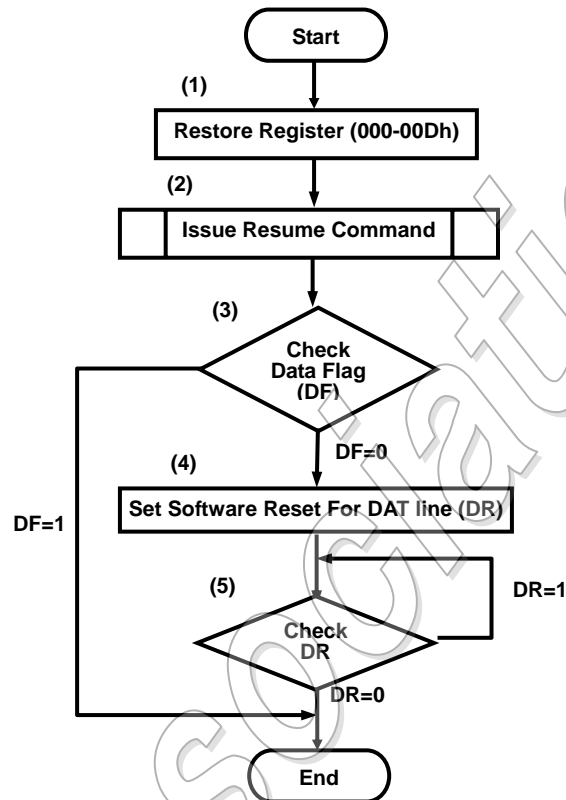 Start
(1)
Restore Register (000-00Dh)
(2)
Issue Resume Command
(3)
Check
Data Flag
(DF)
DF=0
(4)
Set Software Reset For DAT line (DR)
DF=1
(5)
DR=1
Check
DR
DR=0
End